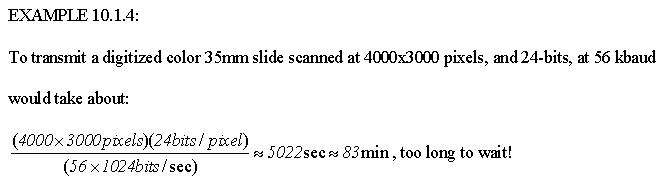 EXAMPLE 10.1.4:
To transmit a digitized color 35mm slide scanned at 4000x3000 pixels, and 24-bits, at 56 kbaud
would take about:
(4000×3000pixels)(24bits/pixel)
(56×1024bits/sec)
≈5022sec≈83min, too long to wait!